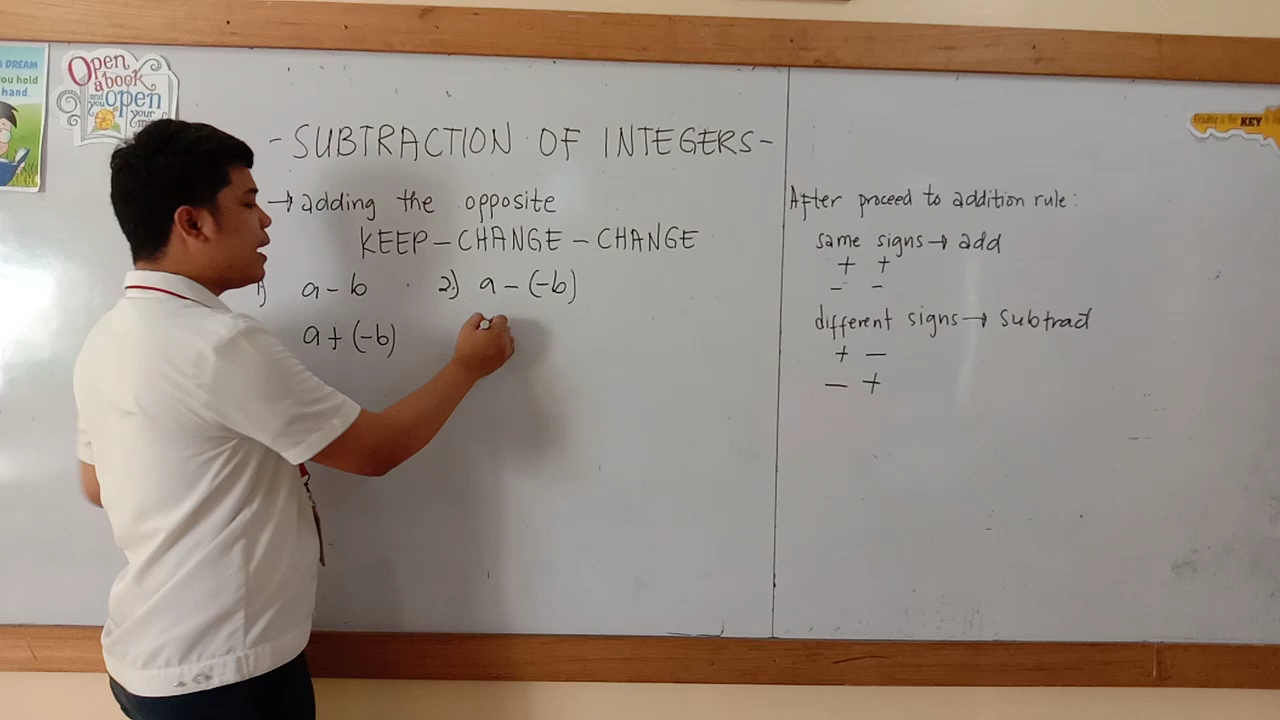 A DREAM
you hold
hand.
Open
a book
and
you open
your
- SUBTRACTION OF INTEGERS -
→ adding the opposite
KEEP - CHANGE - CHANGE
1) a - b
2.) a - (-b)
a + (-b)
After proceed to addition rule:
same signs → add
+ +
- -
different signs → subtract
+ -
- +
KEY